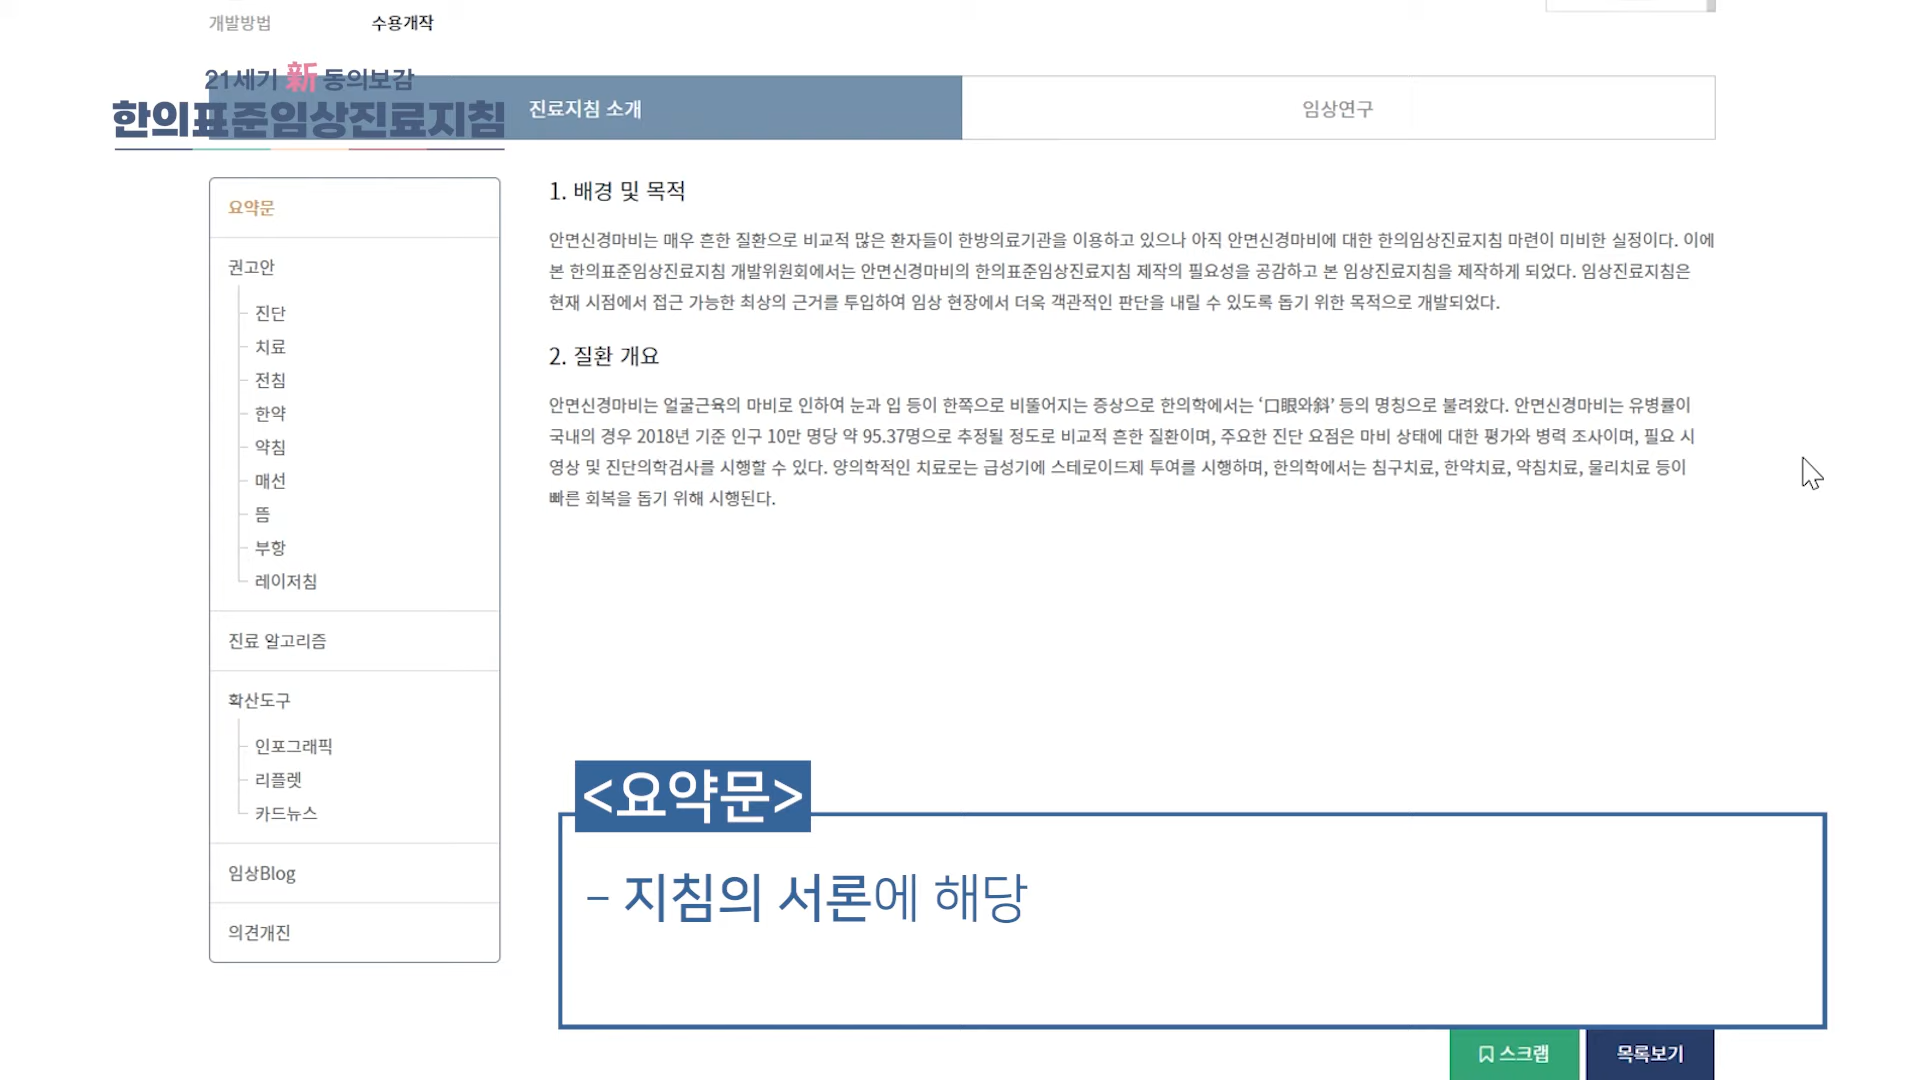 개발방법
수용개작
21세기 新 동의보감
한의표준임상진료지침
진료지침 소개
임상연구
요약문
권고안
진단
치료
전침
한약
약침
매선
뜸
부항
레이저침
진료 알고리즘
확산도구
인포그래픽
리플렛
카드뉴스
임상Blog
의견개진
1. 배경 및 목적
안면신경마비는 매우 흔한 질환으로 비교적 많은 환자들이 한방의료기관을 이용하고 있으나 아직 안면신경마비에 대한 한의임상진료지침 마련이 미비한 실정이다. 이에
본 한의표준임상진료지침 개발위원회에서는 안면신경마비의 한의표준임상진료지침 제작의 필요성을 공감하고 본 임상진료지침을 제작하게 되었다. 임상진료지침은
현재 시점에서 접근 가능한 최상의 근거를 투입하여 임상 현장에서 더욱 객관적인 판단을 내릴 수 있도록 돕기 위한 목적으로 개발되었다.
2. 질환 개요
안면신경마비는 얼굴근육의 마비로 인하여 눈과 입 등이 한쪽으로 비뚤어지는 증상으로 한의학에서는 ‘口眼와斜’ 등의 명칭으로 불려왔다. 안면신경마비는 유병률이
국내의 경우 2018년 기준 인구 10만 명당 약 95.37명으로 추정될 정도로 비교적 흔한 질환이며, 주요한 진단 요점은 마비 상태에 대한 평가와 병력 조사이며, 필요 시
영상 및 진단의학검사를 시행할 수 있다. 양의학적인 치료로는 급성기에 스테로이드제 투여를 시행하며, 한의학에서는 침구치료, 한약치료, 약침치료, 물리치료 등이
빠른 회복을 돕기 위해 시행된다.
<요약문>
- 지침의 서론에 해당
스크랩
목록보기